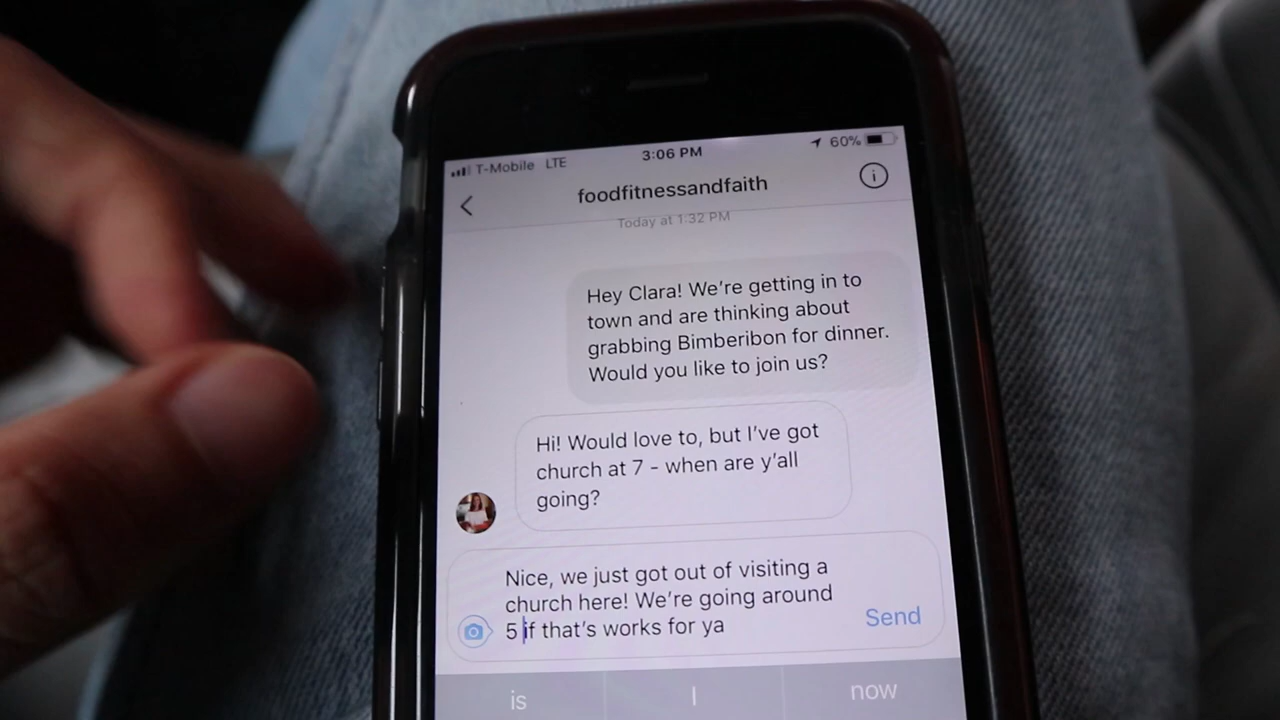 T-Mobile LTE 3:06 PM 60%
foodfitnessandfaith
Today at 1:32 PM
Hey Clara! We're getting in to
town and are thinking about
grabbing Bimberibon for dinner.
Would you like to join us?
Hi! Would love to, but I've got
church at 7 - when are y'all
going?
Nice, we just got out of visiting a
church here! We're going around
5 if that's works for ya
Send
is I now